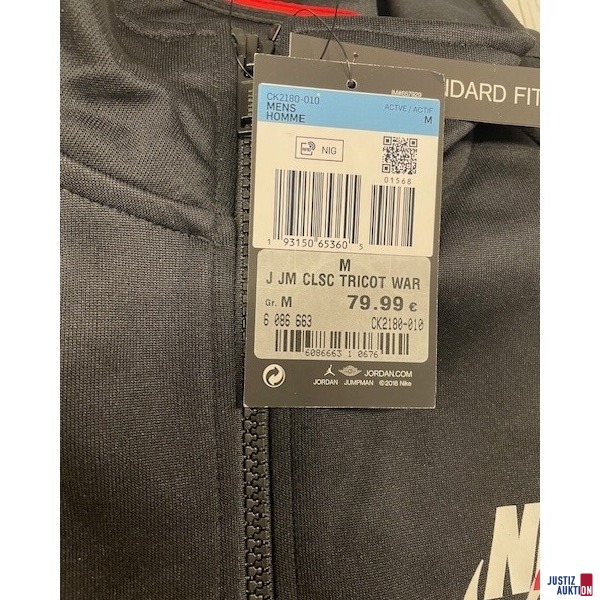 NDARD FIT
CK2180-010
MENS
HOMME
ACTVE / ACTIF
M
NIG
01568
1 93150 65360 5
M
J JM CLSC TRICOT WAR
Gr. M 79.99 €
6 086 663 CK2180-010
6086663 1 0676
JORDAN.COM
JORDAN JUMPMAN ©2018 Nike
JUSTIZ
AUKTION